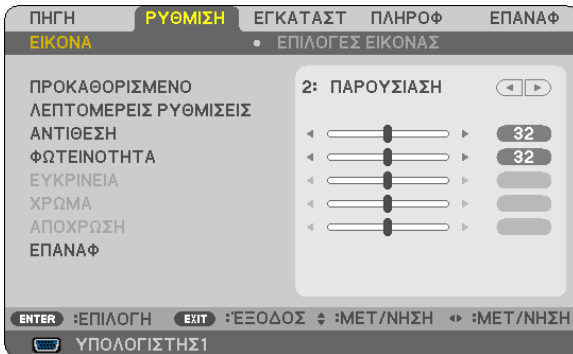 ΠΗΓΗ ΡΥΘΜΙΣΗ ΕΓΚΑΤΑΣΤ ΠΛΗΡΟΦ ΕΠΑΝΑΦ
ΕΙΚΟΝΑ • ΕΠΙΛΟΓΕΣ ΕΙΚΟΝΑΣ
ΠΡΟΚΑΘΟΡΙΣΜΕΝΟ 2: ΠΑΡΟΥΣΙΑΣΗ
ΛΕΠΤΟΜΕΡΕΙΣ ΡΥΘΜΙΣΕΙΣ
ΑΝΤΙΘΕΣΗ 32
ΦΩΤΕΙΝΟΤΗΤΑ 32
ΕΥΚΡΙΝΕΙΑ
ΧΡΩΜΑ
ΑΠΟΧΡΩΣΗ
ΕΠΑΝΑΦ
ENTER :ΕΠΙΛΟΓΗ EXIT :ΈΞΟΔΟΣ :ΜΕΤ/ΝΗΣΗ :ΜΕΤ/ΝΗΣΗ
ΥΠΟΛΟΓΙΣΤΗΣ1